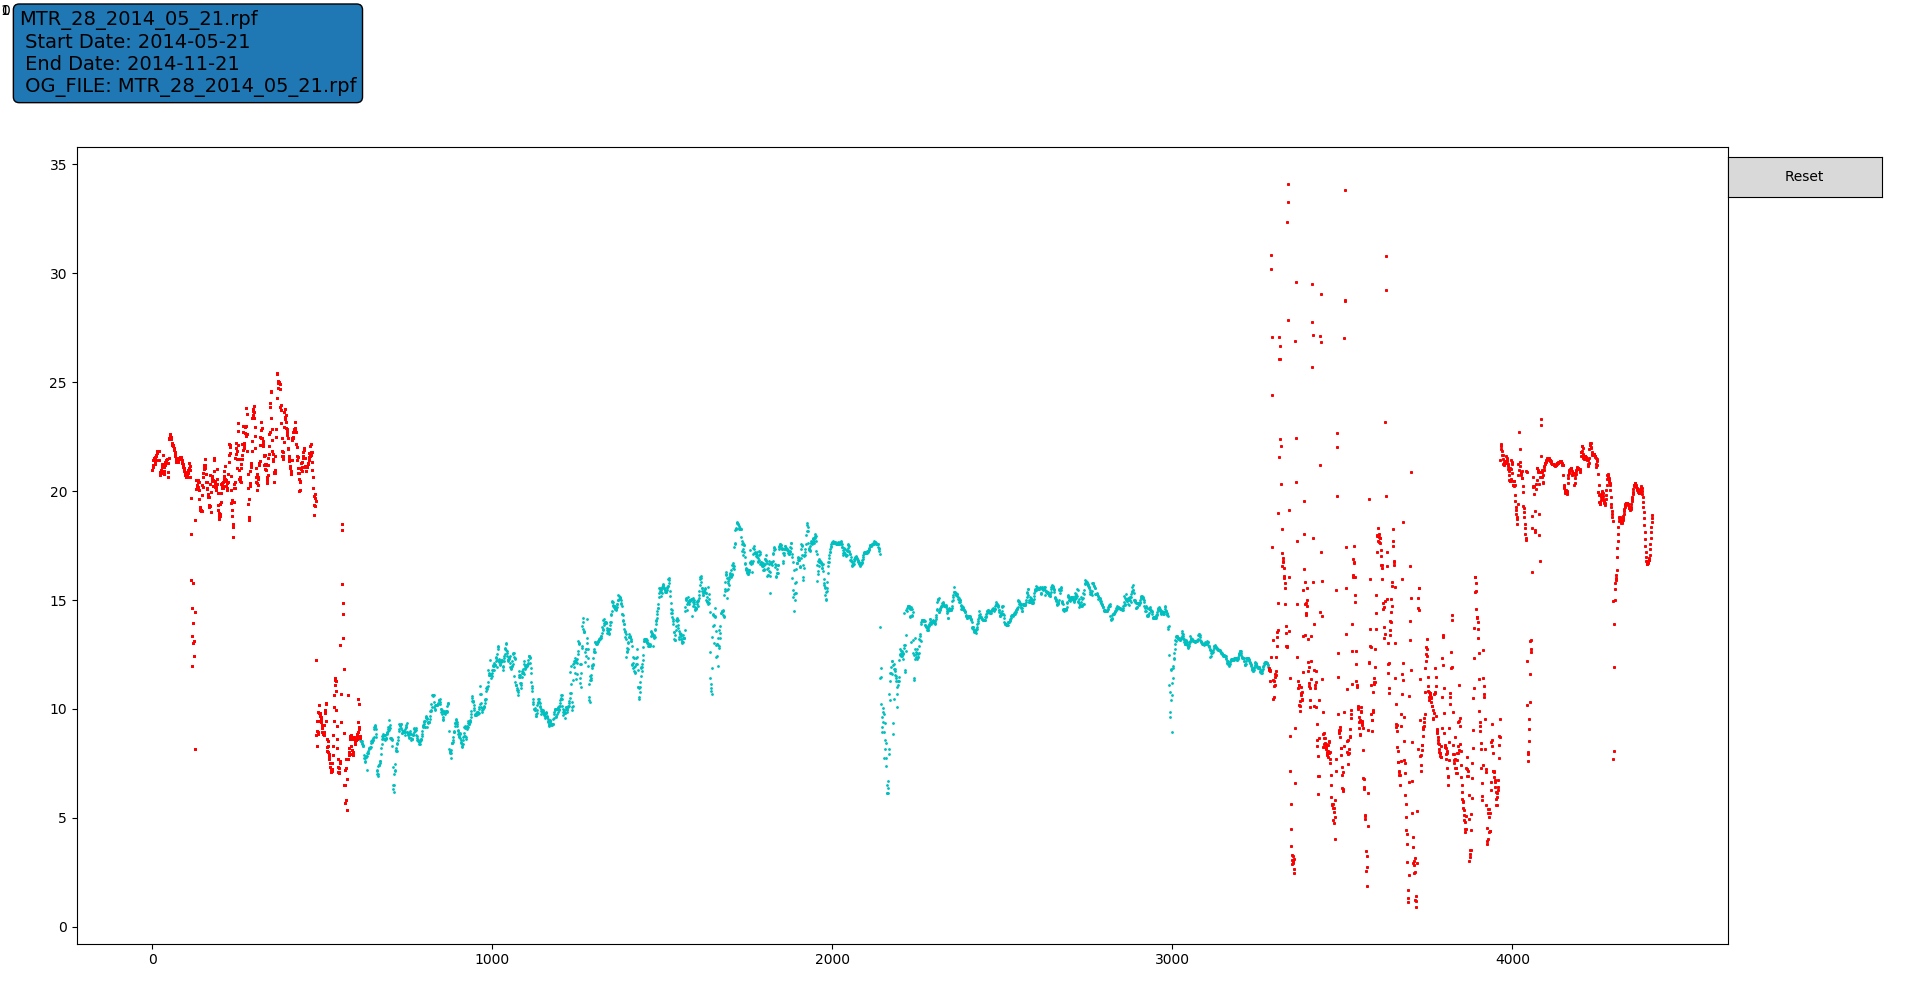 MTR_28_2014_05_21.rpf
Start Date: 2014-05-21
End Date: 2014-11-21
OG_FILE: MTR_28_2014_05_21.rpf
Reset
35
30
25
20
15
10
5
0
0 1000 2000 3000 4000